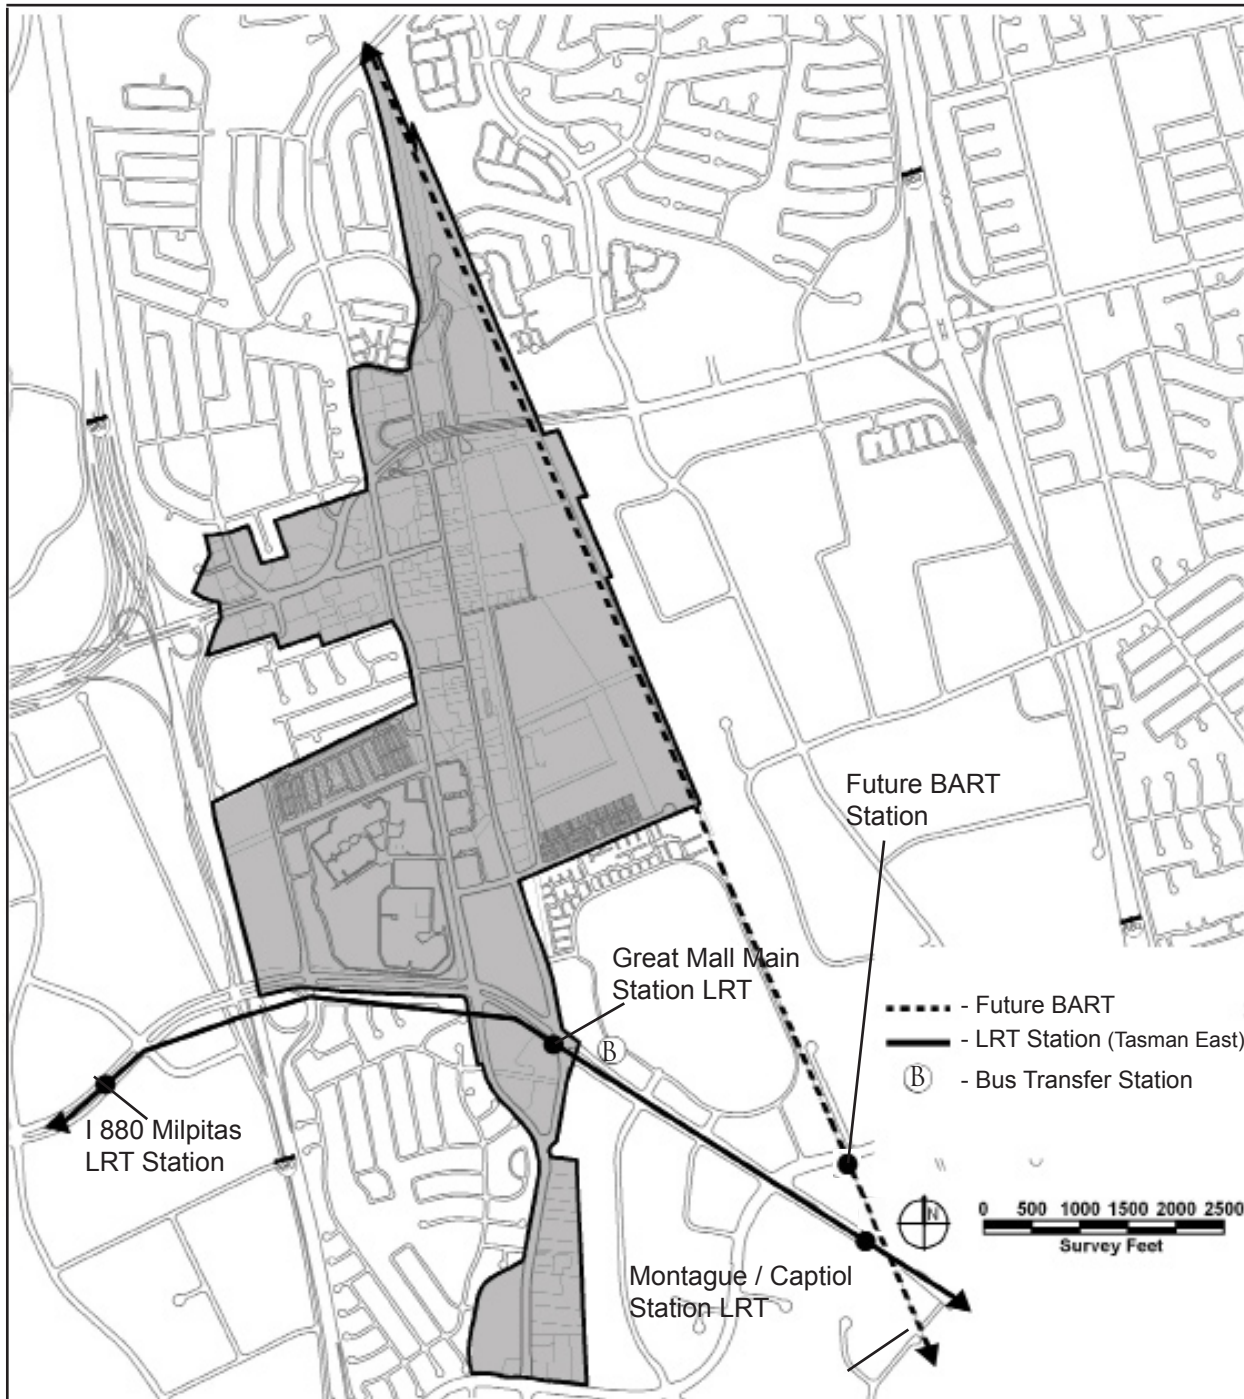 Future BART
Station
Great Mall Main
Station LRT
- Future BART
- LRT Station (Tasman East)
B
B - Bus Transfer Station
I 880 Milpitas
LRT Station
N
0 500 1000 1500 2000 2500
Survey Feet
Montague / Captiol
Station LRT